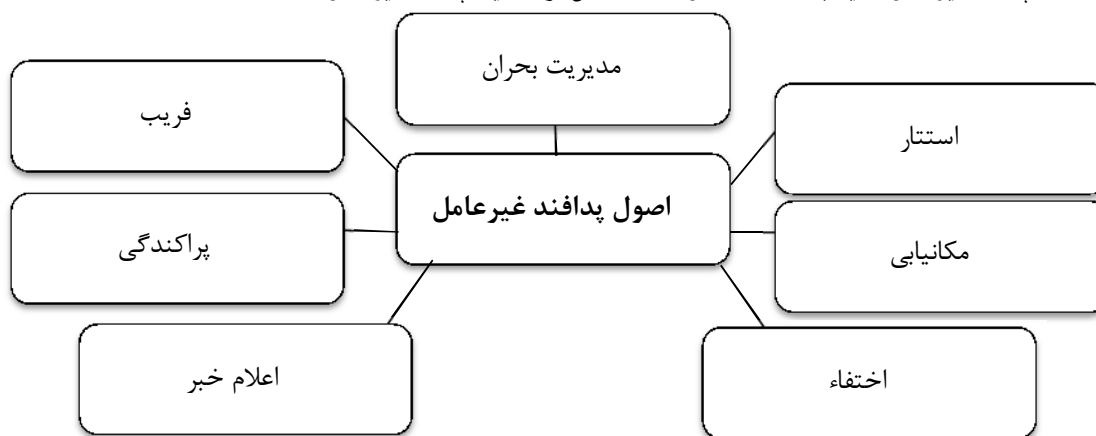 مدیریت بحران
استتار
فریب
اصول پدافند غیرعامل
مکانیابی
پراکندگی
اختفاء
اعلام خبر